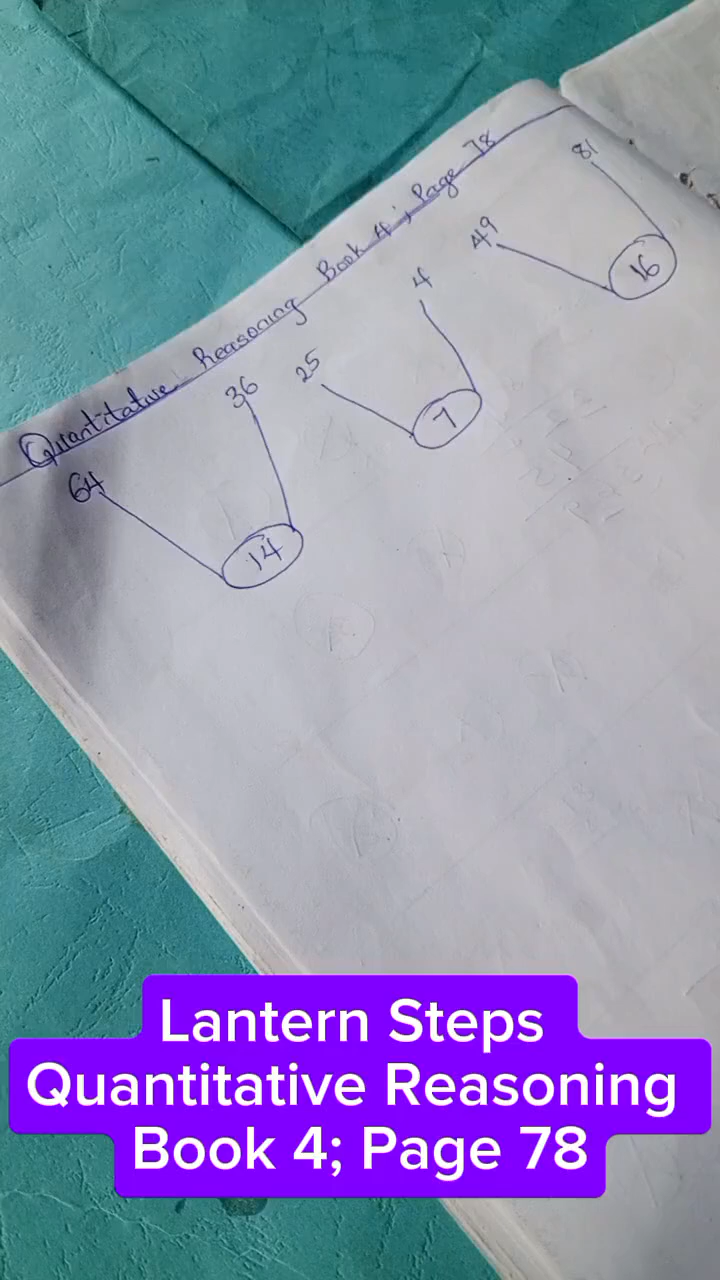 Quantitative Reasoning Book 4; Page 78
64 36 25 4 49 81
14 7 16
Lantern Steps
Quantitative Reasoning
Book 4; Page 78